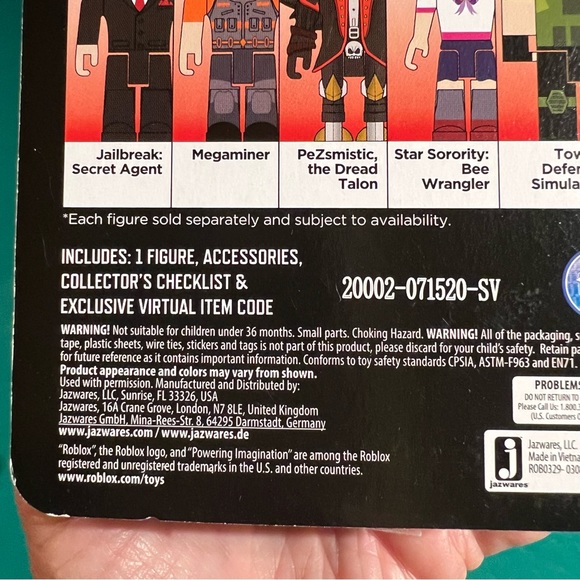 Jailbreak:
Secret Agent
Megaminer
PeZsmistic,
the Dread
Talon
Star Sorority:
Bee
Wrangler
*Each figure sold separately and subject to availability.
INCLUDES: 1 FIGURE, ACCESSORIES,
COLLECTOR'S CHECKLIST &
EXCLUSIVE VIRTUAL ITEM CODE
20002-071520-SV
WARNING! Not suitable for children under 36 months. Small parts. Choking Hazard. WARNING! All of the packaging,
tape, plastic sheets, wire ties, stickers and tags is not part of this product, please discard for your child's safety. Retain
for future reference as it contains important information. Conforms to toy safety standards CPSIA, ASTM-F963 and EN71.
Product appearance and colors may vary from shown.
Used with permission. Manufactured and Distributed by:
Jazwares, LLC, Sunrise, FL 33326, USA
Jazwares, 16A Crane Grove, London, N7 8LE, United Kingdom
Jazwares GmbH, Mina-Rees-Str. 8, 64295 Darmstadt, Germany
www.jazwares.com / www.jazwares.de
"Roblox", the Roblox logo, and "Powering Imagination" are among the Roblox
registered and unregistered trademarks in the U.S. and other countries.
www.roblox.com/toys
PROBLEMS
DO NOT RETURN TO
Please Call Us: 1.800.
(U.S. Customers
j
jazwares
Jazwares, LLC.
Made in
ROB0329-